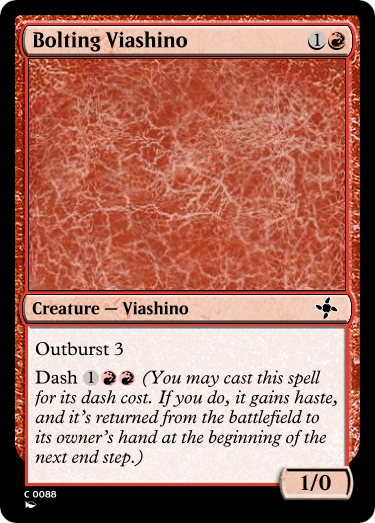 Bolting Viashino
1
Creature — Viashino
Outburst 3
Dash 1 (You may cast this spell
for its dash cost. If you do, it gains haste,
and it's returned from the battlefield to
its owner's hand at the beginning of the
next end step.)
1/0
C 0088